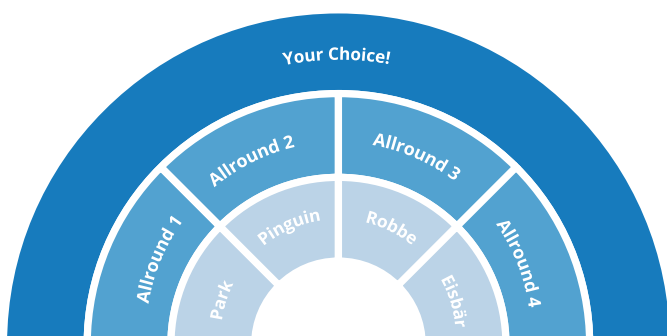 Your Choice!
Allround 1
Allround 2
Allround 3
Allround 4
Park
Pinguin
Robbe
Eisbär